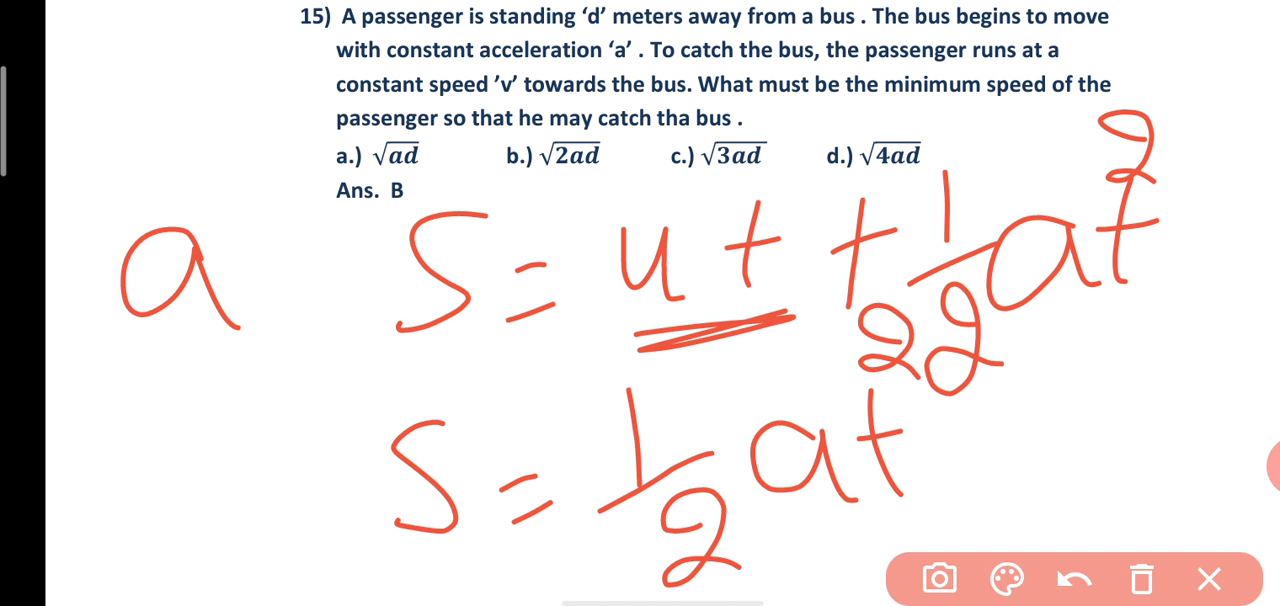 15) A passenger is standing ‘d’ meters away from a bus . The bus begins to move
with constant acceleration ‘a’ . To catch the bus, the passenger runs at a
constant speed ’v’ towards the bus. What must be the minimum speed of the
passenger so that he may catch tha bus .
a.) √ad b.) √2ad c.) √3ad d.) √4ad
Ans. B
a S = ut + 1/2 at²
2
S = 1/2 at